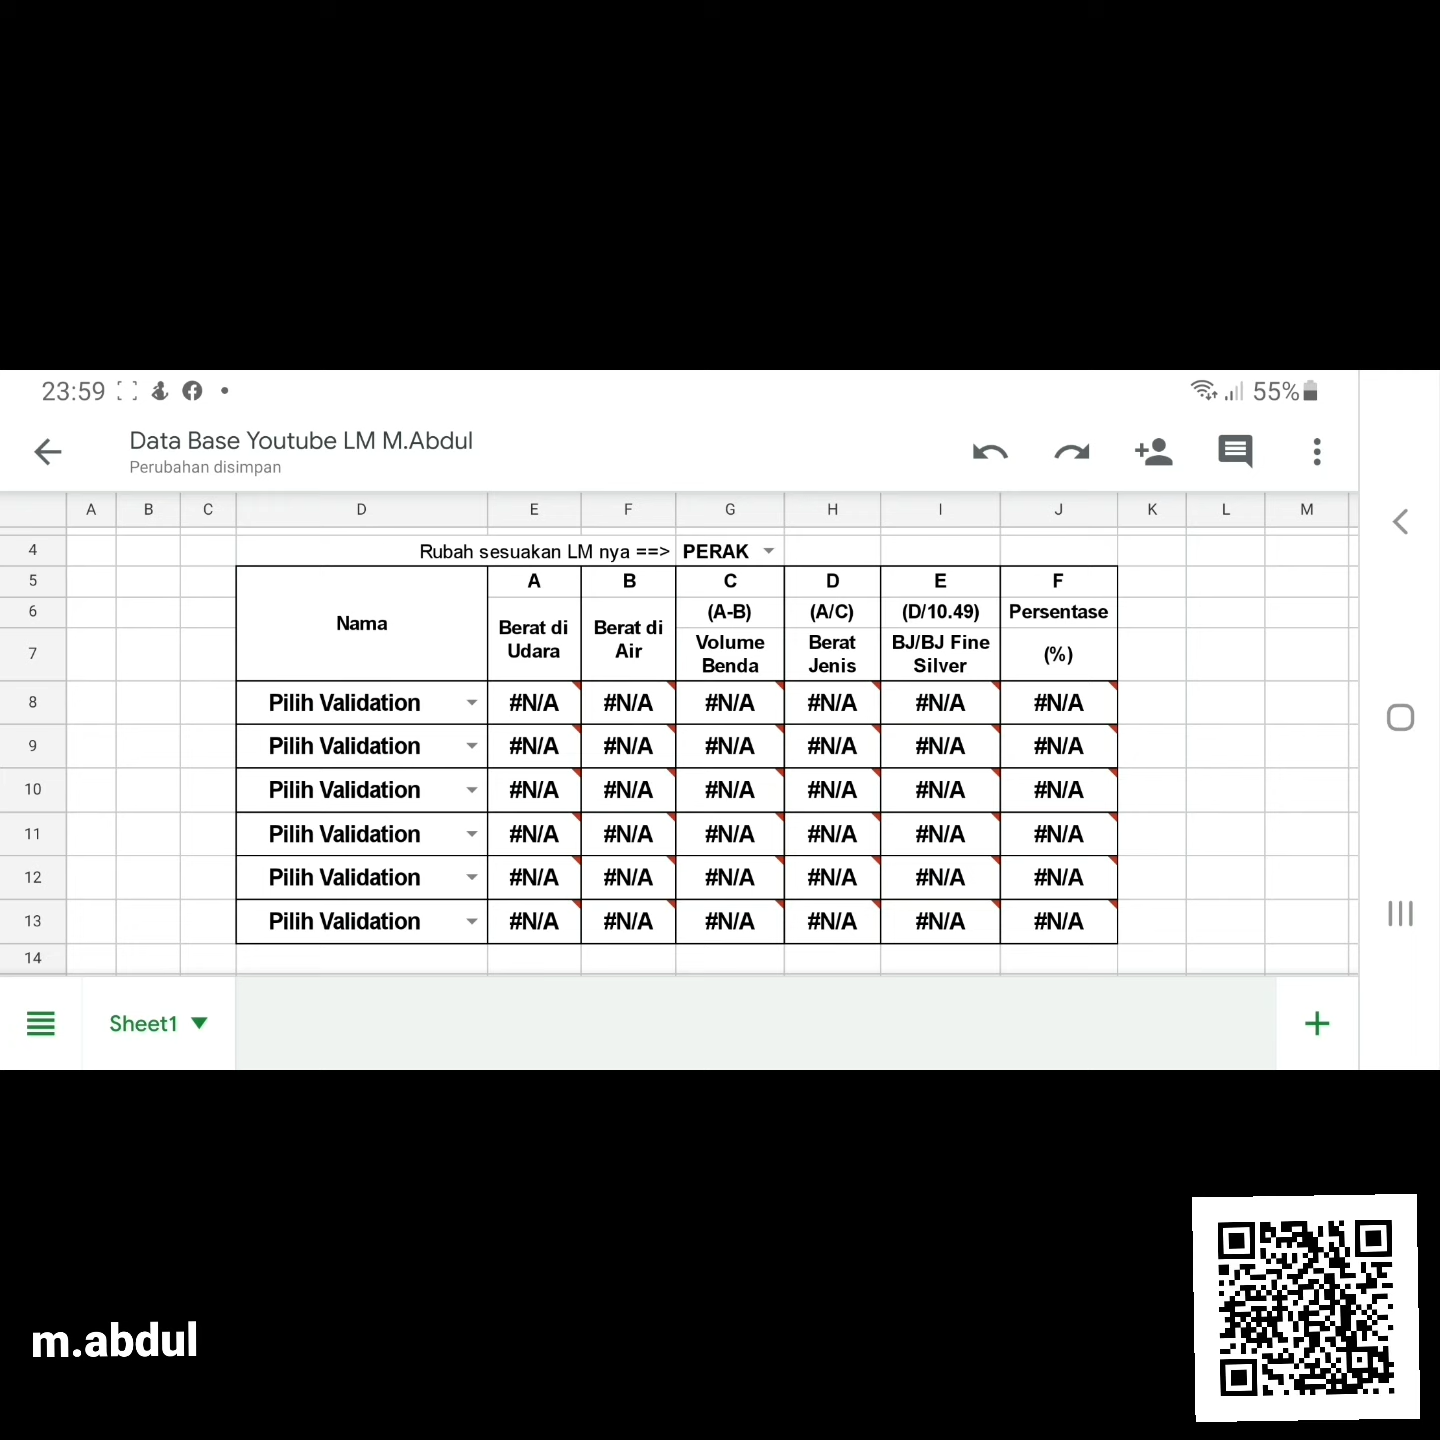 23:59
55%
Data Base Youtube LM M.Abdul
Perubahan disimpan
A B C D E F G H I J K L M
4 Rubah sesuakan LM nya ==> PERAK
5 A B C D E F
6 Nama Berat di Udara Berat di Air (A-B) (A/C) (D/10.49) Persentase
7 Volume Benda Berat Jenis BJ/BJ Fine Silver (%)
8 Pilih Validation #N/A #N/A #N/A #N/A #N/A #N/A
9 Pilih Validation #N/A #N/A #N/A #N/A #N/A #N/A
10 Pilih Validation #N/A #N/A #N/A #N/A #N/A #N/A
11 Pilih Validation #N/A #N/A #N/A #N/A #N/A #N/A
12 Pilih Validation #N/A #N/A #N/A #N/A #N/A #N/A
13 Pilih Validation #N/A #N/A #N/A #N/A #N/A #N/A
14
Sheet1
m.abdul